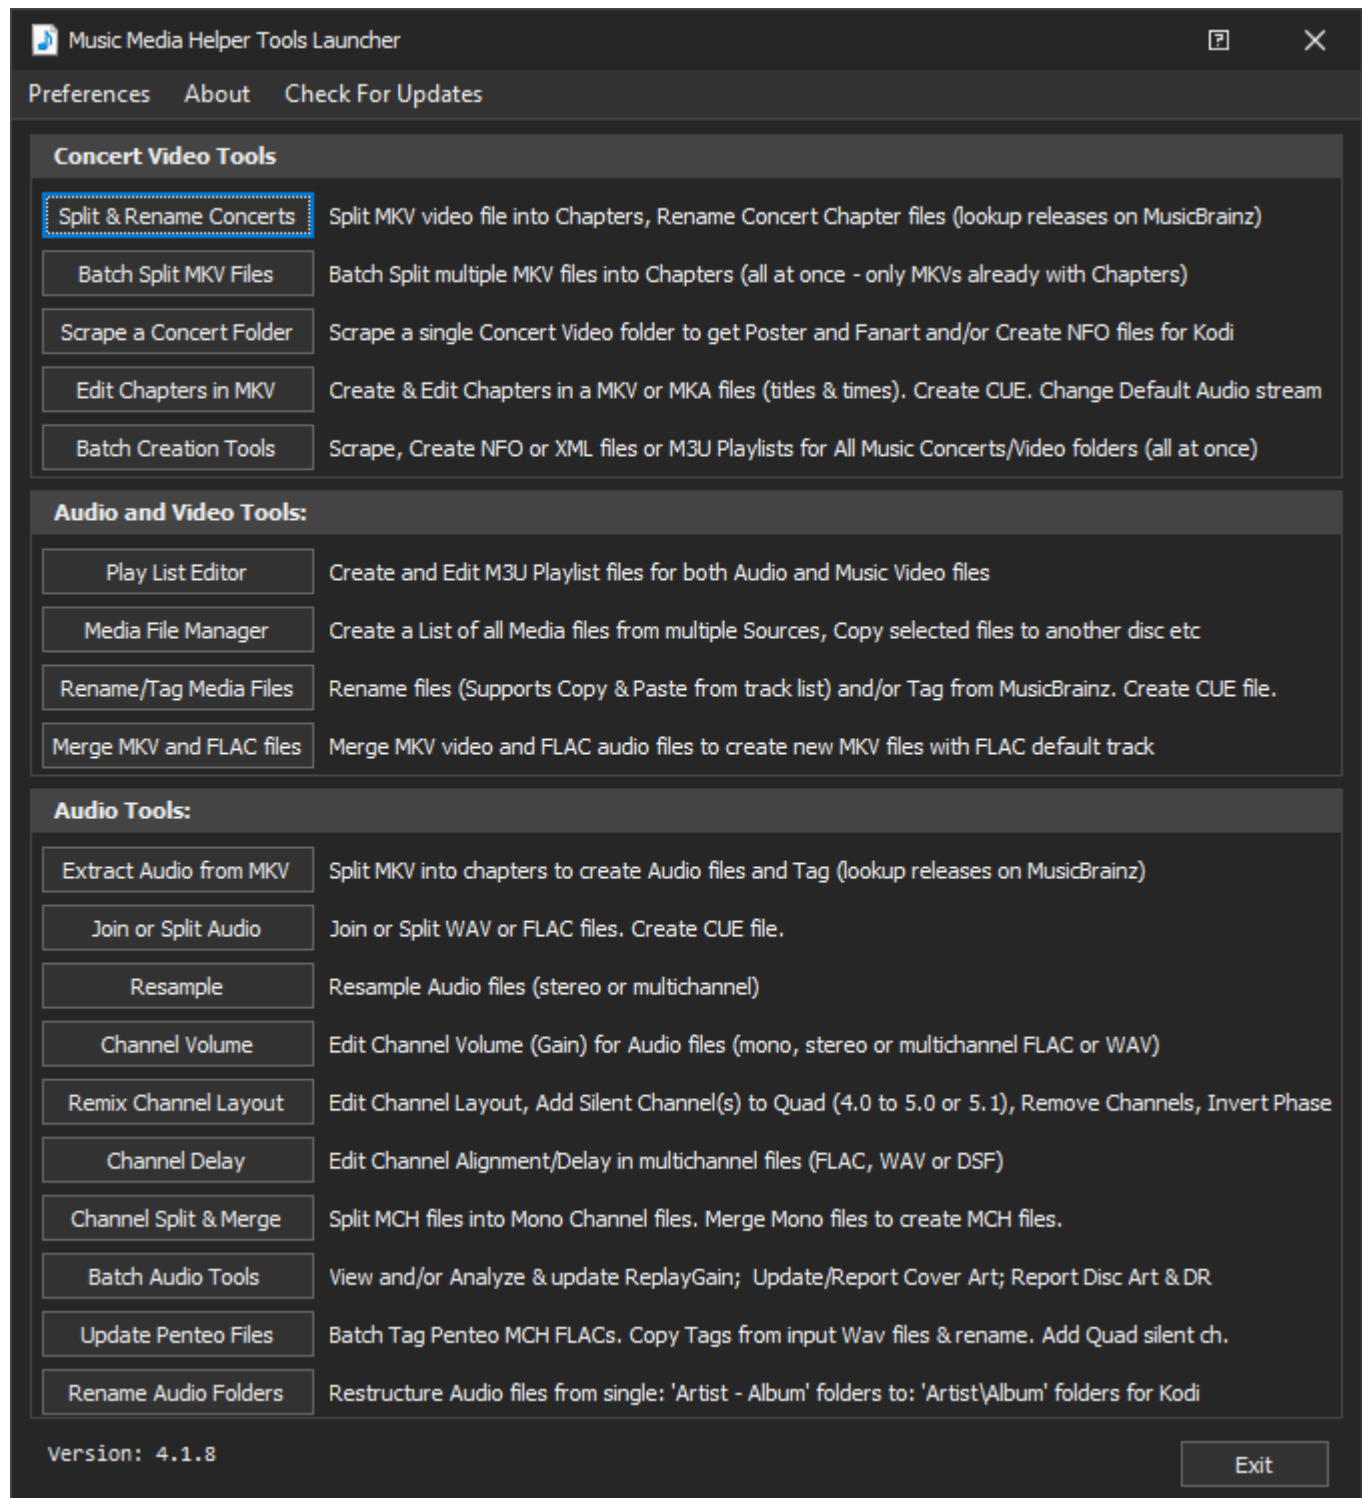 Music Media Helper Tools Launcher
Preferences About Check For Updates
Concert Video Tools
Split & Rename Concerts Split MKV video file into Chapters, Rename Concert Chapter files (lookup releases on MusicBrainz)
Batch Split MKV Files Batch Split multiple MKV files into Chapters (all at once - only MKVs already with Chapters)
Scrape a Concert Folder Scrape a single Concert Video folder to get Poster and Fanart and/or Create NFO files for Kodi
Edit Chapters in MKV Create & Edit Chapters in a MKV or MKA files (titles & times). Create CUE. Change Default Audio stream
Batch Creation Tools Scrape, Create NFO or XML files or M3U Playlists for All Music Concerts/Video folders (all at once)
Audio and Video Tools:
Play List Editor Create and Edit M3U Playlist files for both Audio and Music Video files
Media File Manager Create a List of all Media files from multiple Sources, Copy selected files to another disc etc
Rename/Tag Media Files Rename files (Supports Copy & Paste from track list) and/or Tag from MusicBrainz. Create CUE file.
Merge MKV and FLAC files Merge MKV video and FLAC audio files to create new MKV files with FLAC default track
Audio Tools:
Extract Audio from MKV Split MKV into chapters to create Audio files and Tag (lookup releases on MusicBrainz)
Join or Split Audio Join or Split WAV or FLAC files. Create CUE file.
Resample Resample Audio files (stereo or multichannel)
Channel Volume Edit Channel Volume (Gain) for Audio files (mono, stereo or multichannel FLAC or WAV)
Remix Channel Layout Edit Channel Layout, Add Silent Channel(s) to Quad (4.0 to 5.0 or 5.1), Remove Channels, Invert Phase
Channel Delay Edit Channel Alignment/Delay in multichannel files (FLAC, WAV or DSF)
Channel Split & Merge Split MCH files into Mono Channel files. Merge Mono files to create MCH files.
Batch Audio Tools View and/or Analyze & update ReplayGain; Update/Report Cover Art; Report Disc Art & DR
Update Penteo Files Batch Tag Penteo MCH FLACs. Copy Tags from input Wav files & rename. Add Quad silent ch.
Rename Audio Folders Restructure Audio files from single: 'Artist - Album' folders to: 'Artist\Album' folders for Kodi
Version: 4.1.8
Exit